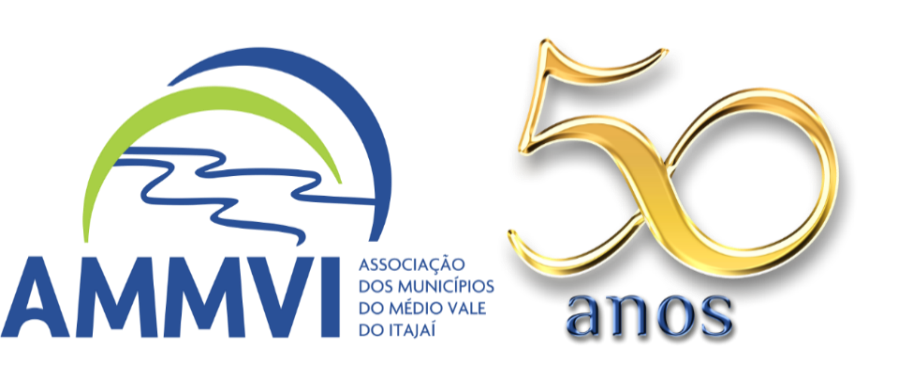 AMMVI
ASSOCIAÇÃO
DOS MUNICÍPIOS
DO MÉDIO VALE
DO ITAJAÍ
50
anos